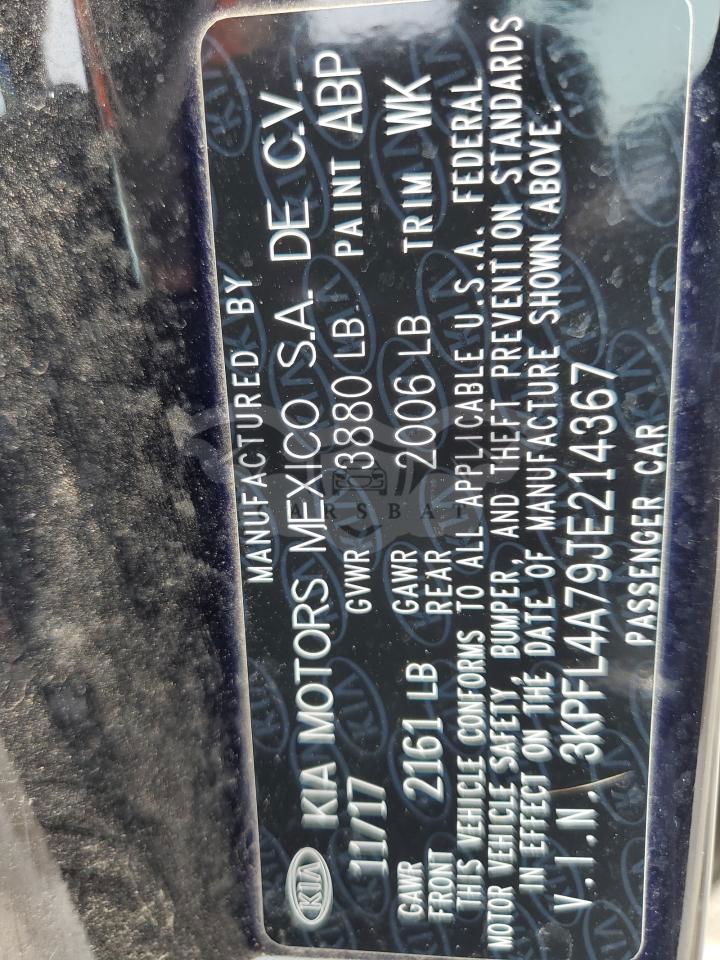 MANUFACTURED BY
KIA KIA MOTORS MEXICO S.A. DE C.V.
11/17 GVWR 3880 LB PAINT ABP
GAWR FRONT 2161 LB GAWR REAR 2006 LB TRIM WK
THIS VEHICLE CONFORMS TO ALL APPLICABLE U.S.A. FEDERAL
MOTOR VEHICLE SAFETY, BUMPER, AND THEFT PREVENTION STANDARDS
IN EFFECT ON THE DATE OF MANUFACTURE SHOWN ABOVE.
V.I.N. 3KPFL4A79JE214367
PASSENGER CAR
CARSBAT